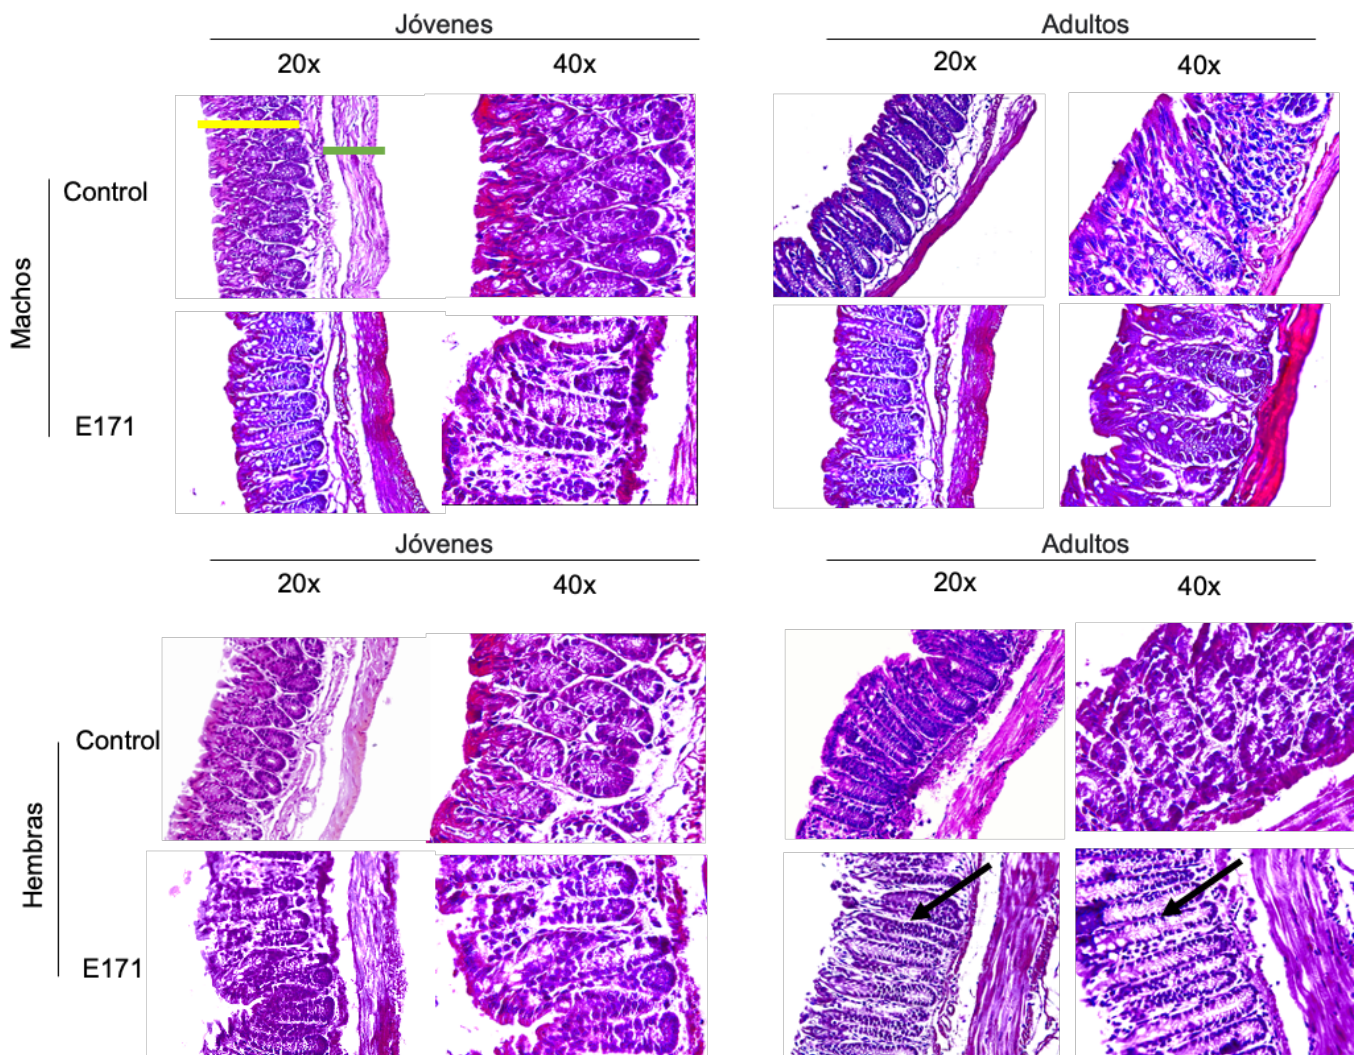 Jóvenes Adultos
20x 40x 20x 40x
Control
Machos
E171
Jóvenes Adultos
20x 40x 20x 40x
Control
Hembras
E171